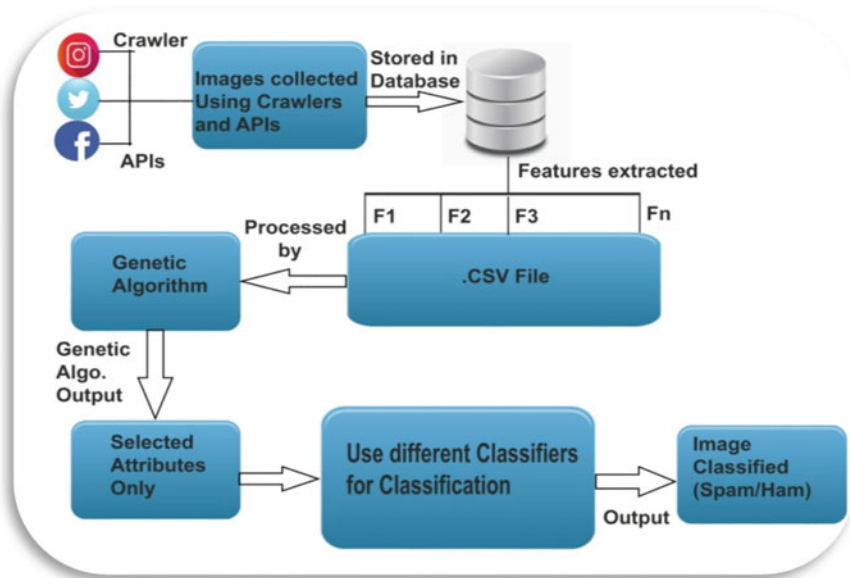 Crawler
APIs
Images collected
Using Crawlers
and APIs
Stored in
Database
Features extracted
F1
F2
F3
Fn
.CSV File
Processed
by
Genetic
Algorithm
Genetic
Algo.
Output
Selected
Attributes
Only
Use different Classifiers
for Classification
Output
Image
Classified
(Spam/Ham)